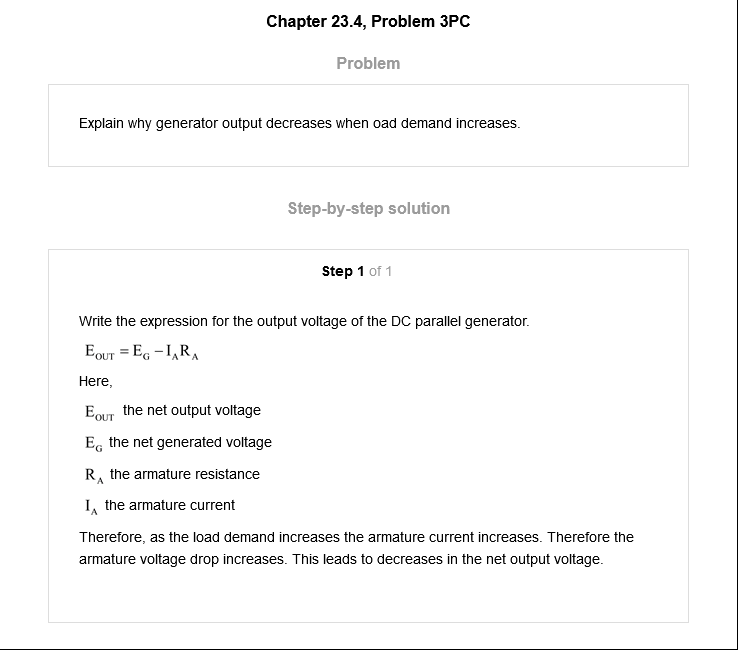 Chapter 23.4, Problem 3PC
Problem
Explain why generator output decreases when oad demand increases.
Step-by-step solution
Step 1 of 1
Write the expression for the output voltage of the DC parallel generator.
E_OUT = E_G − I_A R_A
Here,
E_OUT the net output voltage
E_G the net generated voltage
R_A the armature resistance
I_A the armature current
Therefore, as the load demand increases the armature current increases. Therefore the
armature voltage drop increases. This leads to decreases in the net output voltage.